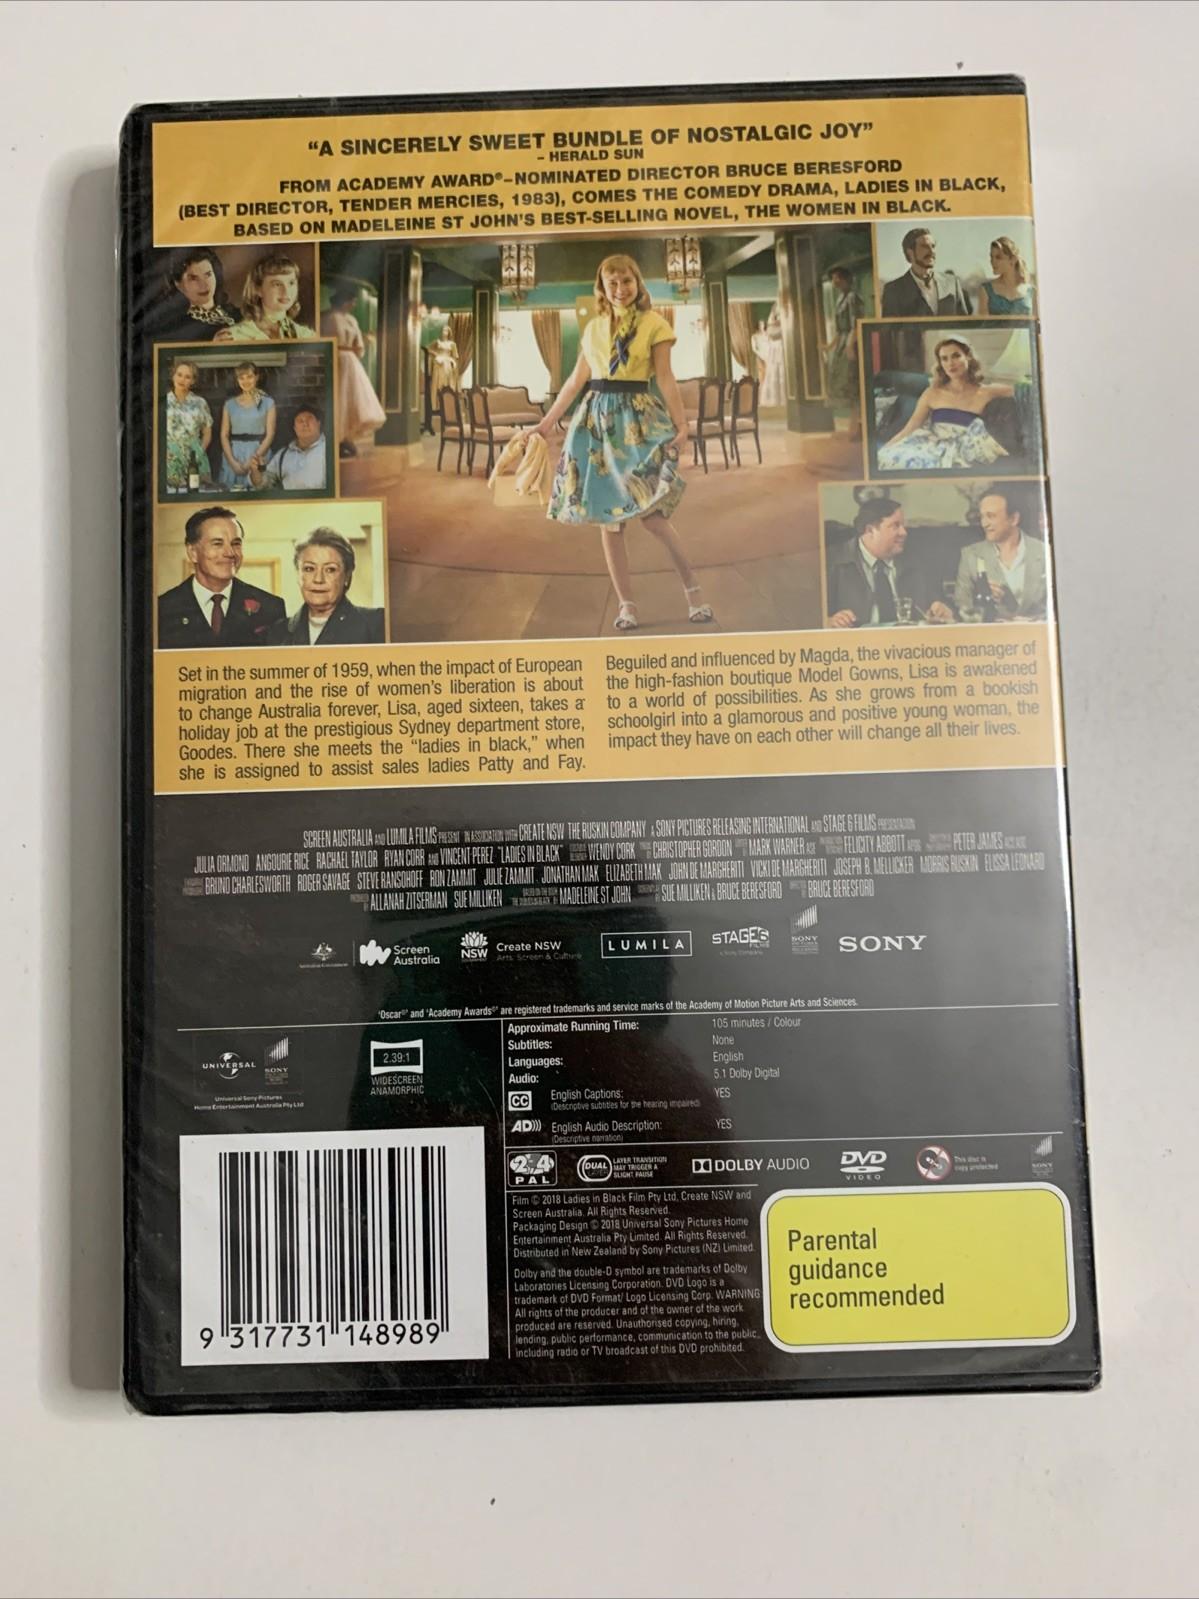 “A SINCERELY SWEET BUNDLE OF NOSTALGIC JOY”
– HERALD SUN
FROM ACADEMY AWARD®–NOMINATED DIRECTOR BRUCE BERESFORD
(BEST DIRECTOR, TENDER MERCIES, 1983), COMES THE COMEDY DRAMA, LADIES IN BLACK,
BASED ON MADELEINE ST JOHN’S BEST-SELLING NOVEL, THE WOMEN IN BLACK.
Set in the summer of 1959, when the impact of European
migration and the rise of women’s liberation is about
to change Australia forever, Lisa, aged sixteen, takes a
holiday job at the prestigious Sydney department store,
Goodes. There she meets the “ladies in black,” when
she is assigned to assist sales ladies Patty and Fay.
Beguiled and influenced by Magda, the vivacious manager of
the high-fashion boutique Model Gowns, Lisa is awakened
to a world of possibilities. As she grows from a bookish
schoolgirl into a glamorous and positive young woman, the
impact they have on each other will change all their lives.
SCREEN AUSTRALIA AND LUMILA FILMS PRESENT IN ASSOCIATION WITH CREATE NSW THE RUSKIN COMPANY A SONY PICTURES RELEASING INTERNATIONAL AND STAGE 6 FILMS PRESENTATION
JULIA ORMOND ANGOURIE RICE RACHAEL TAYLOR RYAN CORR AND VINCENT PEREZ "LADIES IN BLACK" WENDY CORK CHRISTOPHER GORDON MARK WARNER FELICITY ABBOTT PETER JAMES
BRUNO CHARLESWORTH ROGER SAVAGE STEVE RANSOHOFF RON ZAMMIT JULIE ZAMMIT JONATHAN MAK ELIZABETH MAK JOHN DE MARGHERITI VICKI DE MARGHERITI JOSEPH B. MELLICKER MORRIS RUSKIN ELISSA LEONARD
ALLANAH ZITSERMAN SUE MILLIKEN MADELEINE ST JOHN SUE MILLIKEN & BRUCE BERESFORD BRUCE BERESFORD
Australian Government
Screen
Australia
NSW
GOVERNMENT
Create NSW
Arts, Screen & Culture
LUMILA
STAGE6
FILMS
a Sony Company
SONY
SONY
'Oscar®' and 'Academy Awards®' are registered trademarks and service marks of the Academy of Motion Picture Arts and Sciences.
UNIVERSAL
SONY
Universal Sony Pictures
Home Entertainment Australia Pty Ltd
2.39:1
WIDESCREEN
ANAMORPHIC
Approximate Running Time: 105 minutes / Colour
Subtitles: None
Languages: English
Audio: 5.1 Dolby Digital
CC English Captions: YES
(Descriptive subtitles for the hearing impaired)
AD))) English Audio Description: YES
(Descriptive narration)
2 4
PAL
DUAL
LAYER
LAYER TRANSITION
MAY TRIGGER A
SLIGHT PAUSE
DOLBY AUDIO
DVD
VIDEO
This disc is
copy protected
SONY
Film © 2018 Ladies in Black Film Pty Ltd, Create NSW and
Screen Australia. All Rights Reserved.
Packaging Design © 2018 Universal Sony Pictures Home
Entertainment Australia Pty Limited. All Rights Reserved.
Distributed in New Zealand by Sony Pictures (NZ) Limited.
Dolby and the double-D symbol are trademarks of Dolby
Laboratories Licensing Corporation. DVD Logo is a
trademark of DVD Format/ Logo Licensing Corp. WARNING:
All rights of the producer and of the owner of the work
produced are reserved. Unauthorised copying, hiring,
lending, public performance, communication to the public,
including radio or TV broadcast of this DVD prohibited.
Parental
guidance
recommended
9 317731 148989